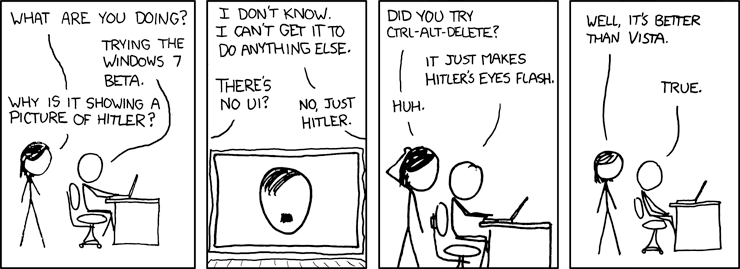 WHAT ARE YOU DOING?
TRYING THE
WINDOWS 7
BETA.
WHY IS IT SHOWING A
PICTURE OF HITLER?
I DON'T KNOW.
I CAN'T GET IT TO
DO ANYTHING ELSE.
THERE'S
NO UI?
NO, JUST
HITLER.
DID YOU TRY
CTRL-ALT-DELETE?
IT JUST MAKES
HITLER'S EYES FLASH.
HUH.
WELL, IT'S BETTER
THAN VISTA.
TRUE.